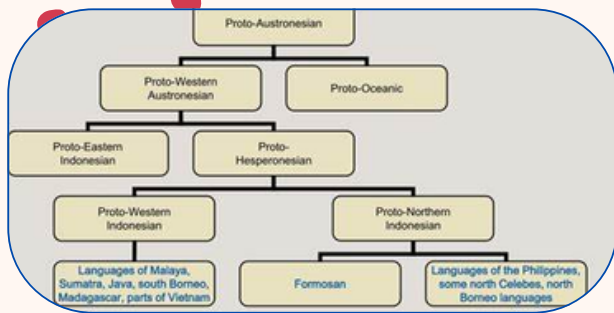 Proto-Austronesian
Proto-Western
Austronesian
Proto-Oceanic
Proto-Eastern
Indonesian
Proto-
Hesperonesian
Proto-Western
Indonesian
Proto-Northern
Indonesian
Languages of Malaya,
Sumatra, Java, south Borneo,
Madagascar, parts of Vietnam
Formosan
Languages of the Philippines,
some north Celebes, north
Borneo languages